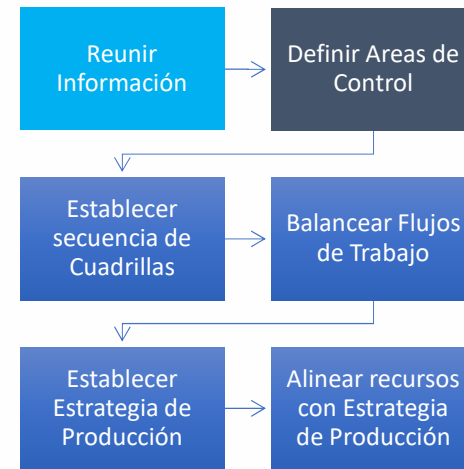 Reunir
Información
Definir Areas de
Control
Establecer
secuencia de
Cuadrillas
Balancear Flujos
de Trabajo
Establecer
Estrategia de
Producción
Alinear recursos
con Estrategia
de Producción